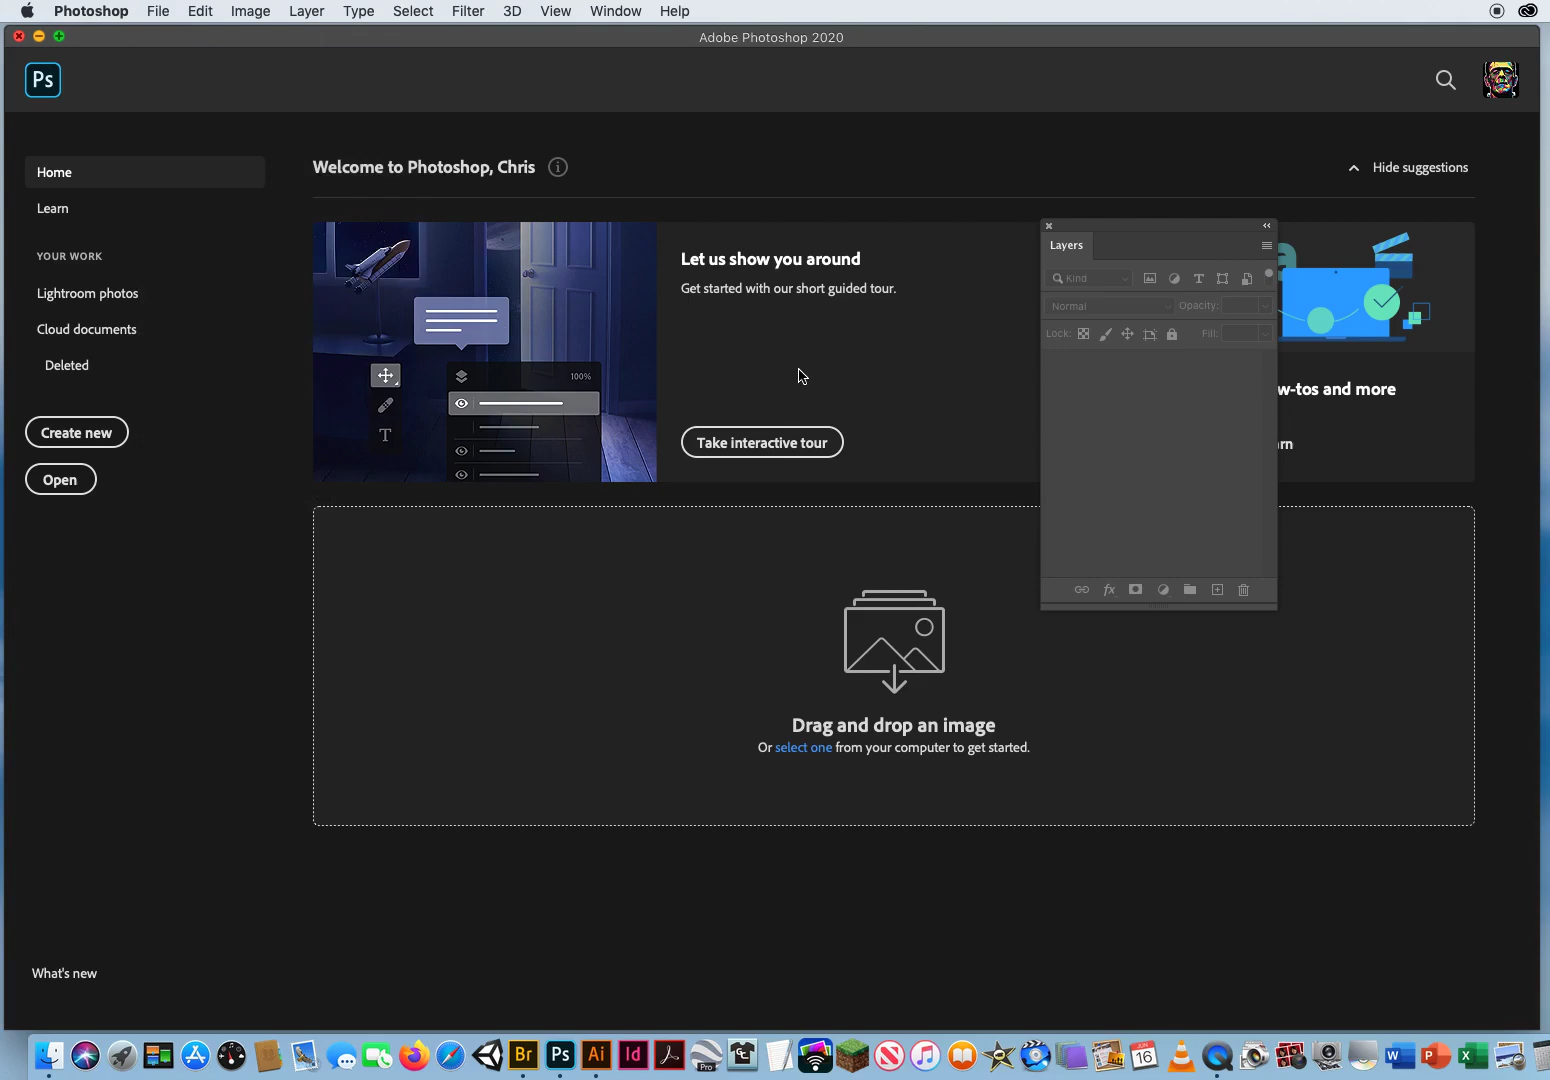 Photoshop File Edit Image Layer Type Select Filter 3D View Window Help
Adobe Photoshop 2020
Ps
Home
Learn
YOUR WORK
Lightroom photos
Cloud documents
Deleted
Create new
Open
What's new
Welcome to Photoshop, Chris
Hide suggestions
100%
T
Let us show you around
Get started with our short guided tour.
Take interactive tour
Layers
Kind
Normal
Opacity:
Lock:
Fill:
fx
w-tos and more
rn
Drag and drop an image
Or select one from your computer to get started.
Br Ps Ai Id Pro JUN 16 W P X